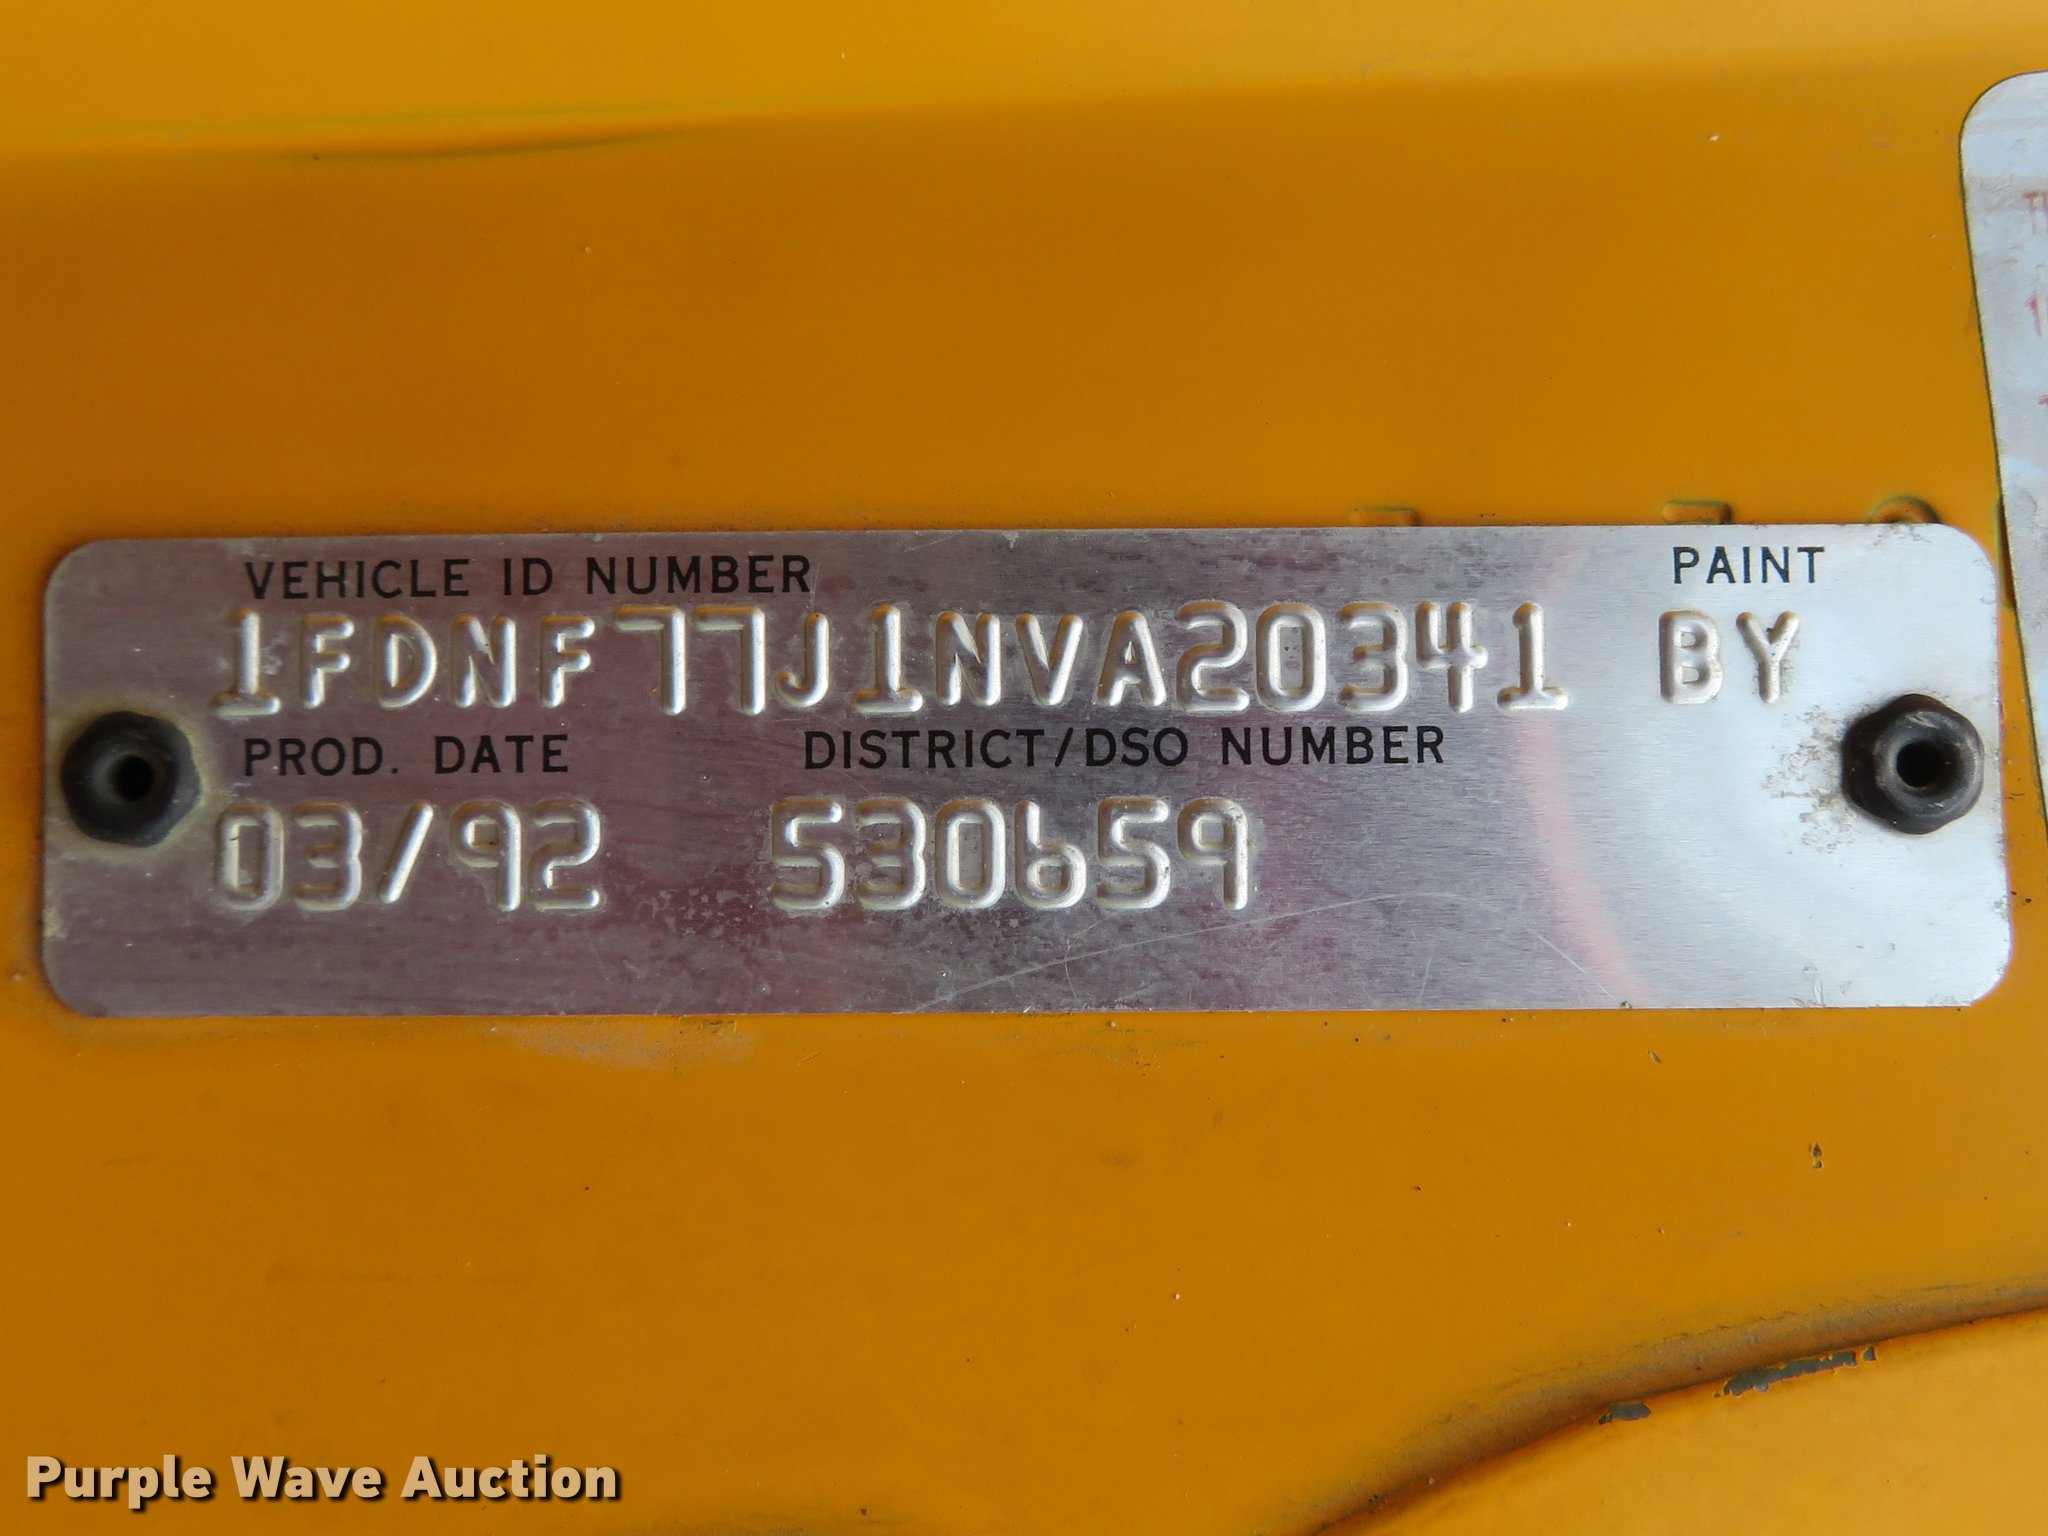 VEHICLE ID NUMBER PAINT
1FDNF77J1NVA20341 BY
PROD. DATE DISTRICT/DSO NUMBER
03/92 530659
Purple Wave Auction